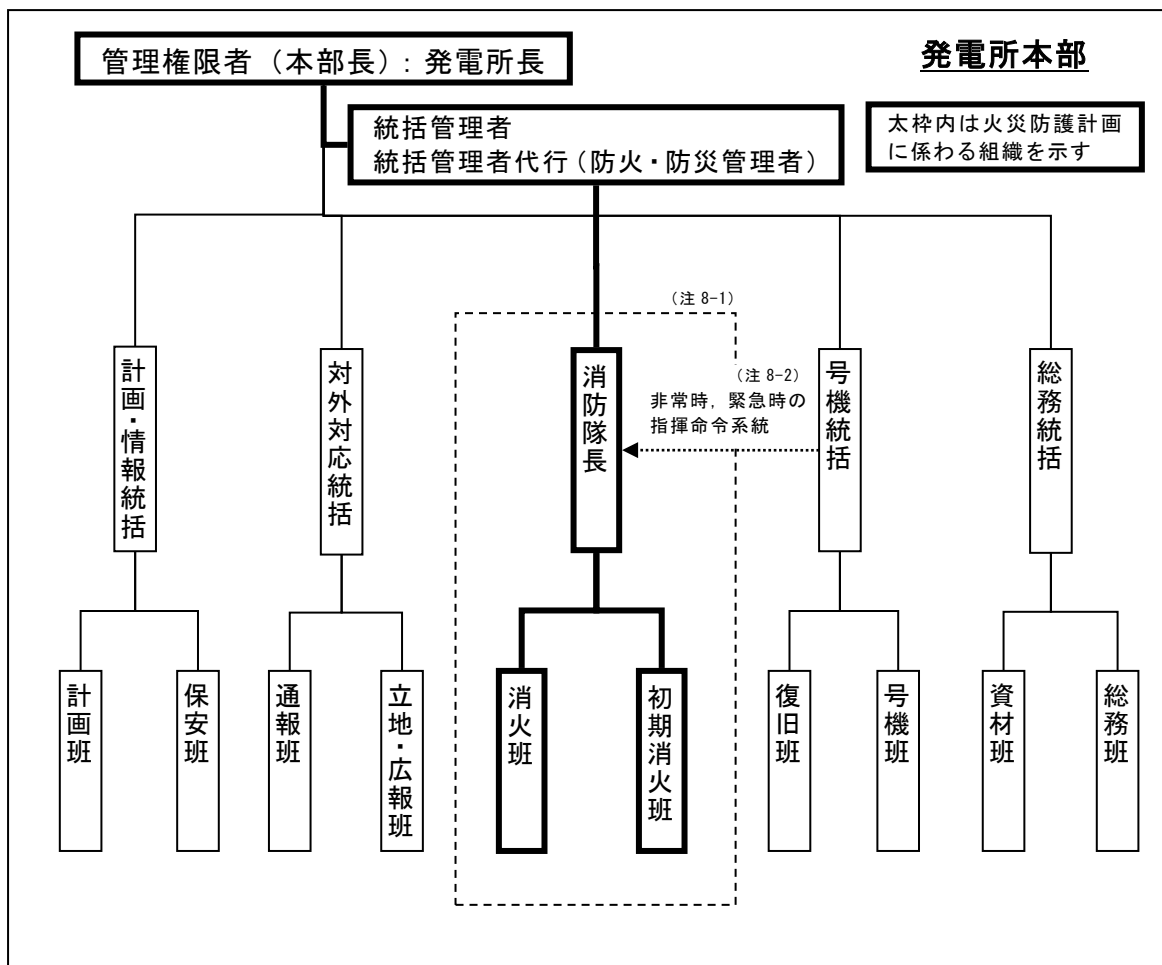 管理権限者（本部長）：発電所長
発電所本部
統括管理者
統括管理者代行（防火・防災管理者）
太枠内は火災防護計画
に係わる組織を示す
（注 8-1）
計画・情報統括
対外対応統括
消防隊長
（注 8-2）
非常時，緊急時の
指揮命令系統
号機統括
総務統括
計画班
保安班
通報班
立地・広報班
消火班
初期消火班
復旧班
号機班
資材班
総務班